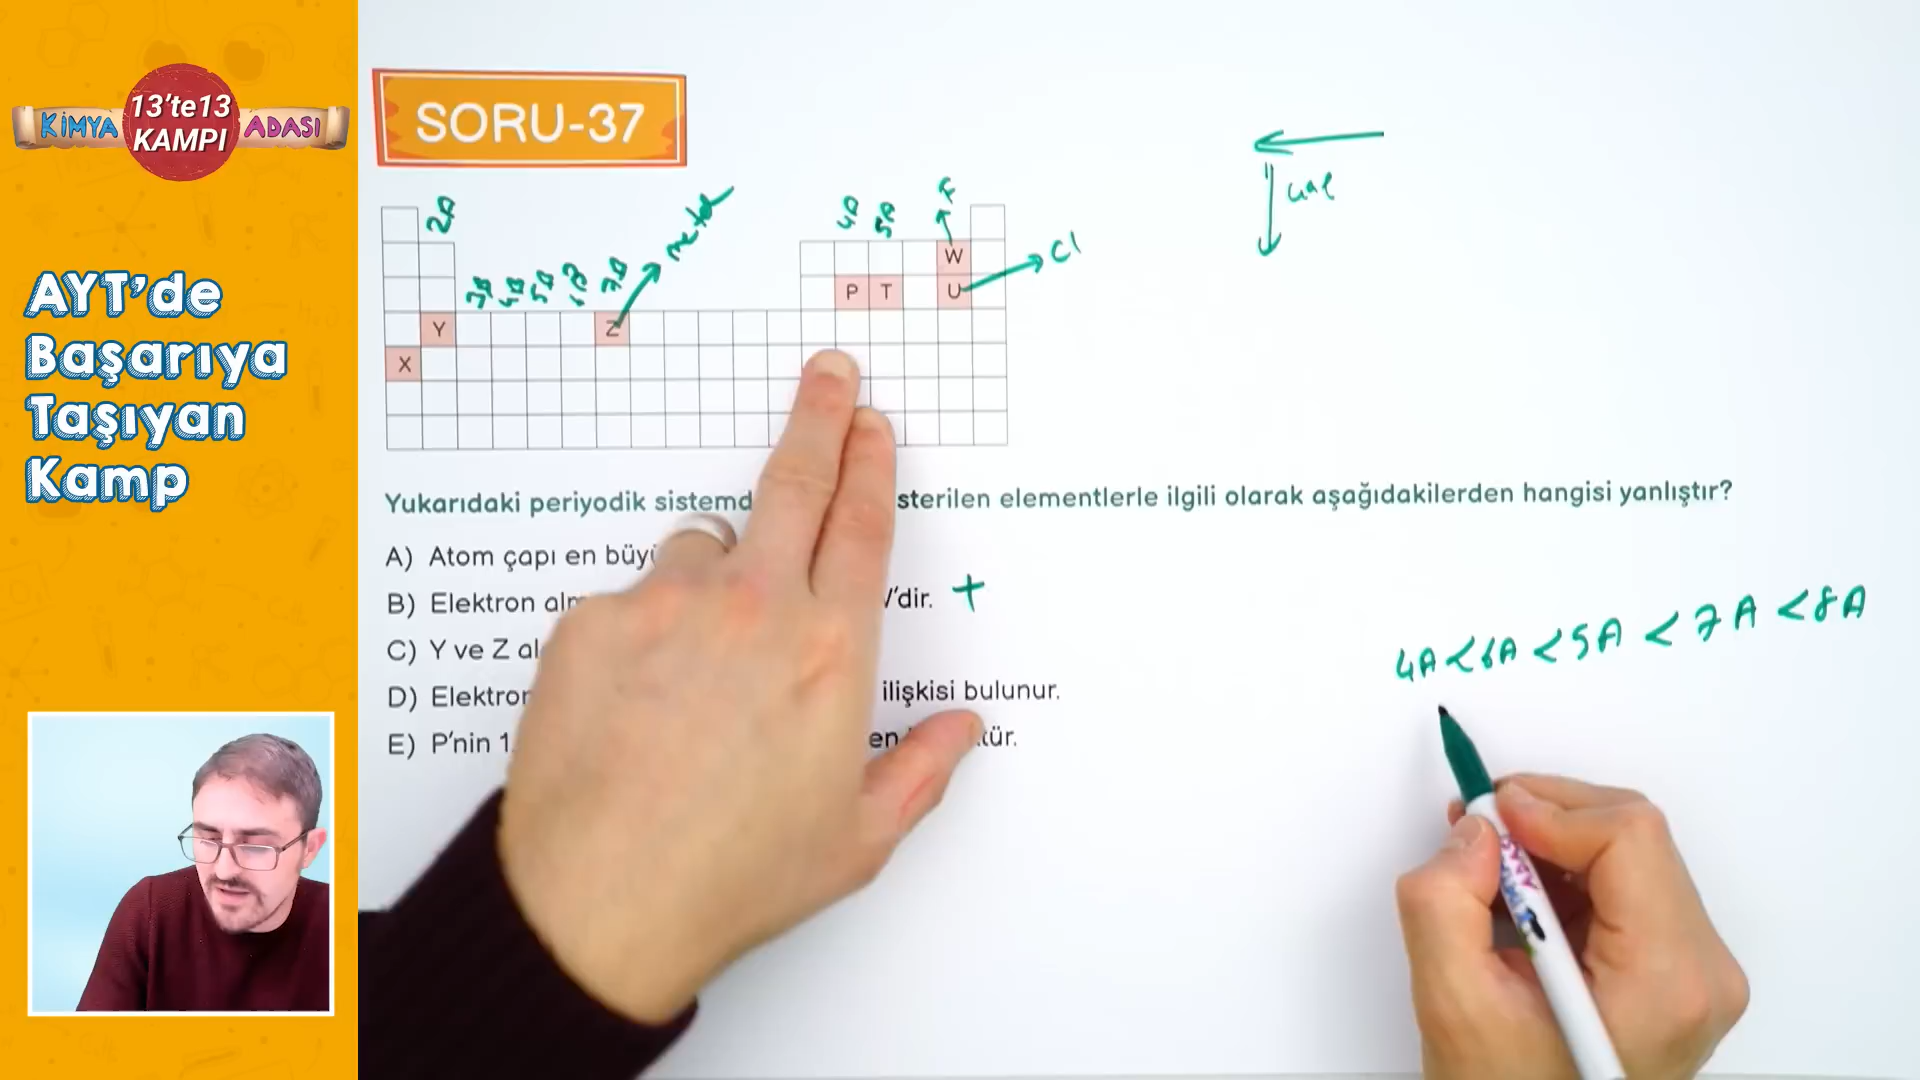 KİMYA 13'te13 KAMPI ADASI
AYT'de
Başarıya
Taşıyan
Kamp
SORU-37
2A
3A 4A 5A 6A 7A
metal
4A 5A
F
Cl
W
P T U
Y Z
X
Yukarıdaki periyodik sistemd sterilen elementlerle ilgili olarak aşağıdakilerden hangisi yanlıştır?
A) Atom çapı en büyü
B) Elektron alm 'dir. +
C) Y ve Z al
D) Elektron ilişkisi bulunur.
E) P'nin 1. en tür.
4A < 6A < 5A < 7A < 8A